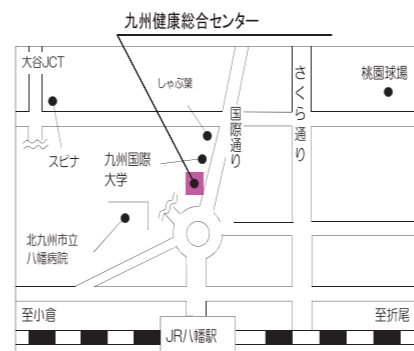 九州健康総合センター
大谷JCT
スピナ
しゃぶ葉
九州国際
大学
国際通り
さくら通り
桃園球場
北九州市立
八幡病院
至小倉
JR八幡駅
至折尾